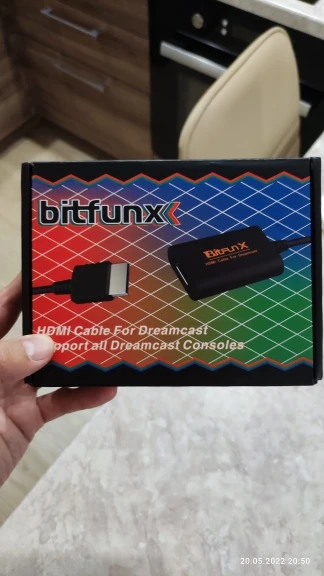 bitfunx
BitFunX
HDMI Cable For Dreamcast
HDMI Cable For Dreamcast
Support all Dreamcast Consoles
20.05.2022 20:50